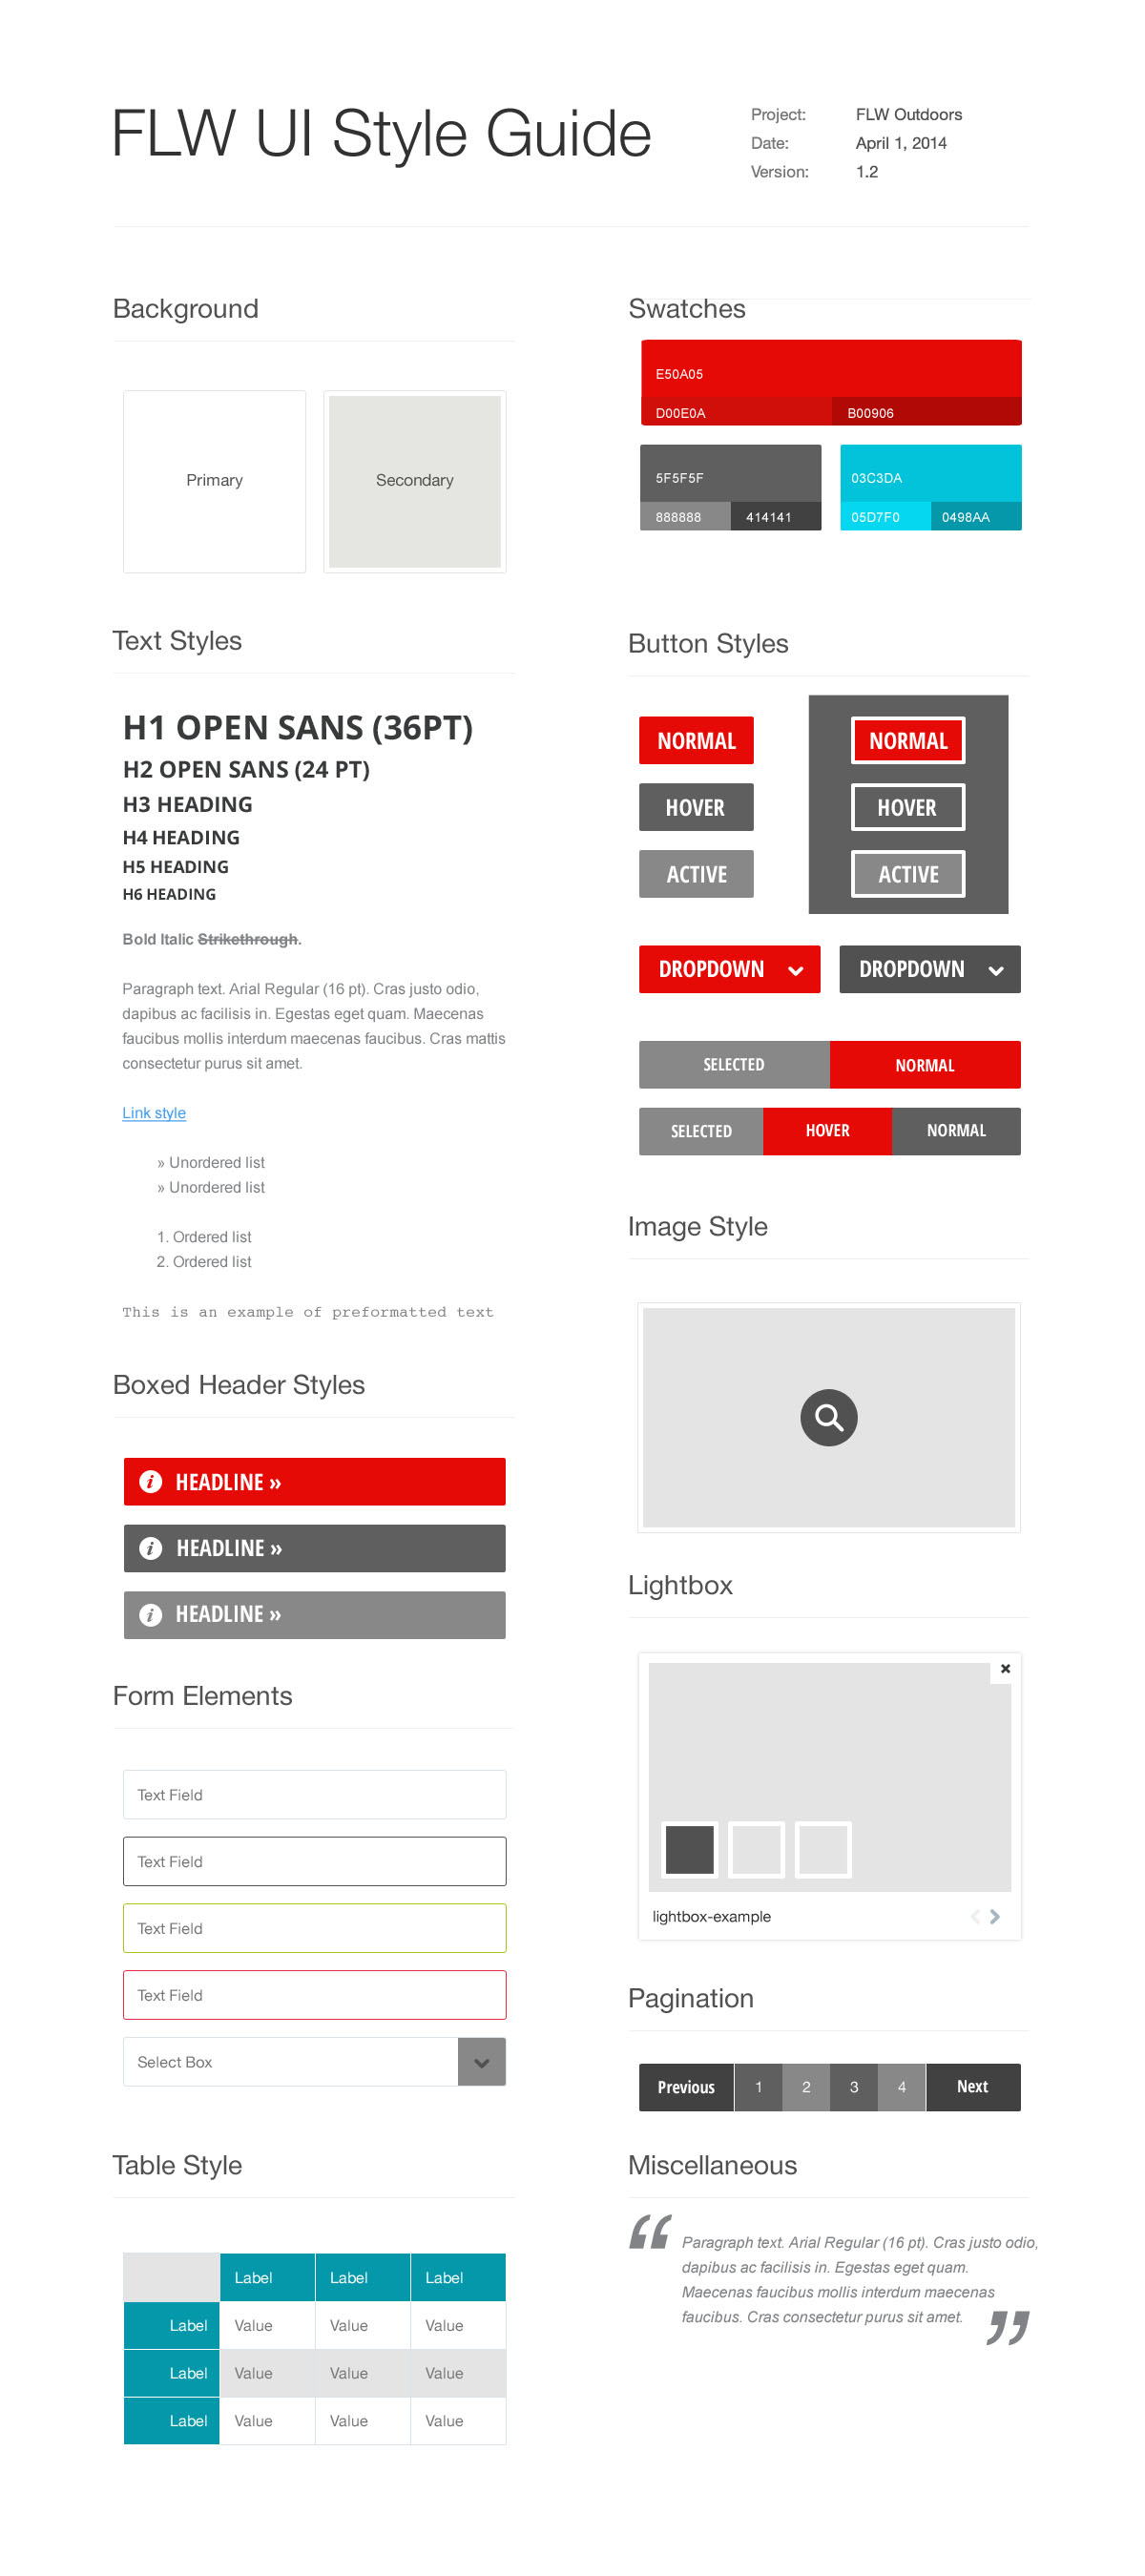 FLW UI Style Guide
Project: FLW Outdoors
Date: April 1, 2014
Version: 1.2
Background
Primary
Secondary
Text Styles
H1 OPEN SANS (36PT)
H2 OPEN SANS (24 PT)
H3 HEADING
H4 HEADING
H5 HEADING
H6 HEADING
Bold Italic Strikethrough.
Paragraph text. Arial Regular (16 pt). Cras justo odio,
dapibus ac facilisis in. Egestas eget quam. Maecenas
faucibus mollis interdum maecenas faucibus. Cras mattis
consectetur purus sit amet.
Link style
» Unordered list
» Unordered list
1. Ordered list
2. Ordered list
This is an example of preformatted text
Boxed Header Styles
i HEADLINE »
i HEADLINE »
i HEADLINE »
Form Elements
Text Field
Text Field
Text Field
Text Field
Select Box
Table Style
Label Label Label
Label Value Value Value
Label Value Value Value
Label Value Value Value
Swatches
E50A05
D00E0A B00906
5F5F5F
888888 414141
03C3DA
05D7F0 0498AA
Button Styles
NORMAL
HOVER
ACTIVE
NORMAL
HOVER
ACTIVE
DROPDOWN
DROPDOWN
SELECTED NORMAL
SELECTED HOVER NORMAL
Image Style
Lightbox
lightbox-example
Pagination
Previous 1 2 3 4 Next
Miscellaneous
“ Paragraph text. Arial Regular (16 pt). Cras justo odio,
dapibus ac facilisis in. Egestas eget quam.
Maecenas faucibus mollis interdum maecenas
faucibus. Cras consectetur purus sit amet. ”